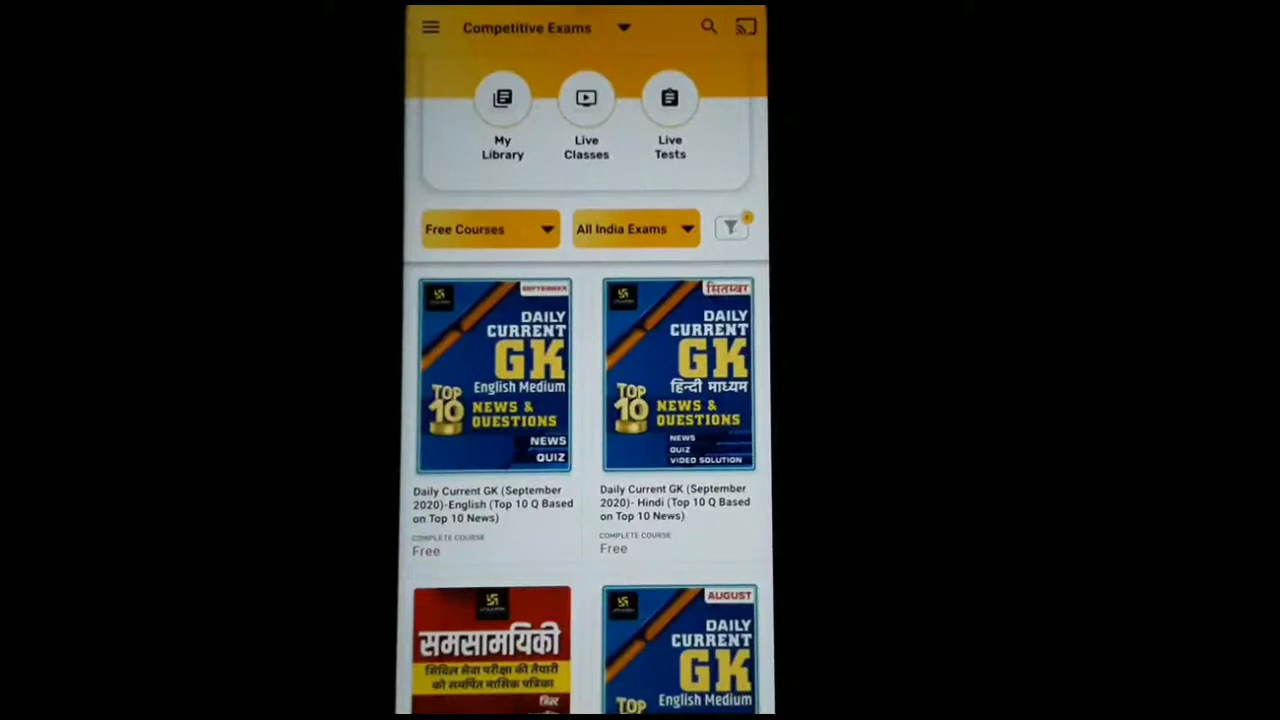 Competitive Exams
My Library
Live Classes
Live Tests
Free Courses
All India Exams
SEPTEMBER
DAILY
CURRENT
GK
English Medium
TOP
10
NEWS &
QUESTIONS
NEWS
QUIZ
Daily Current GK (September
2020)-English (Top 10 Q Based
on Top 10 News)
COMPLETE COURSE
Free
सितम्बर
DAILY
CURRENT
GK
हिन्दी माध्यम
TOP
10
NEWS &
QUESTIONS
NEWS
QUIZ
VIDEO SOLUTION
Daily Current GK (September
2020)- Hindi (Top 10 Q Based
on Top 10 News)
COMPLETE COURSE
Free
समसामयिकी
सिविल सेवा परीक्षा की तैयारी
को समर्पित मासिक पत्रिका
AUGUST
DAILY
CURRENT
GK
English Medium
TOP